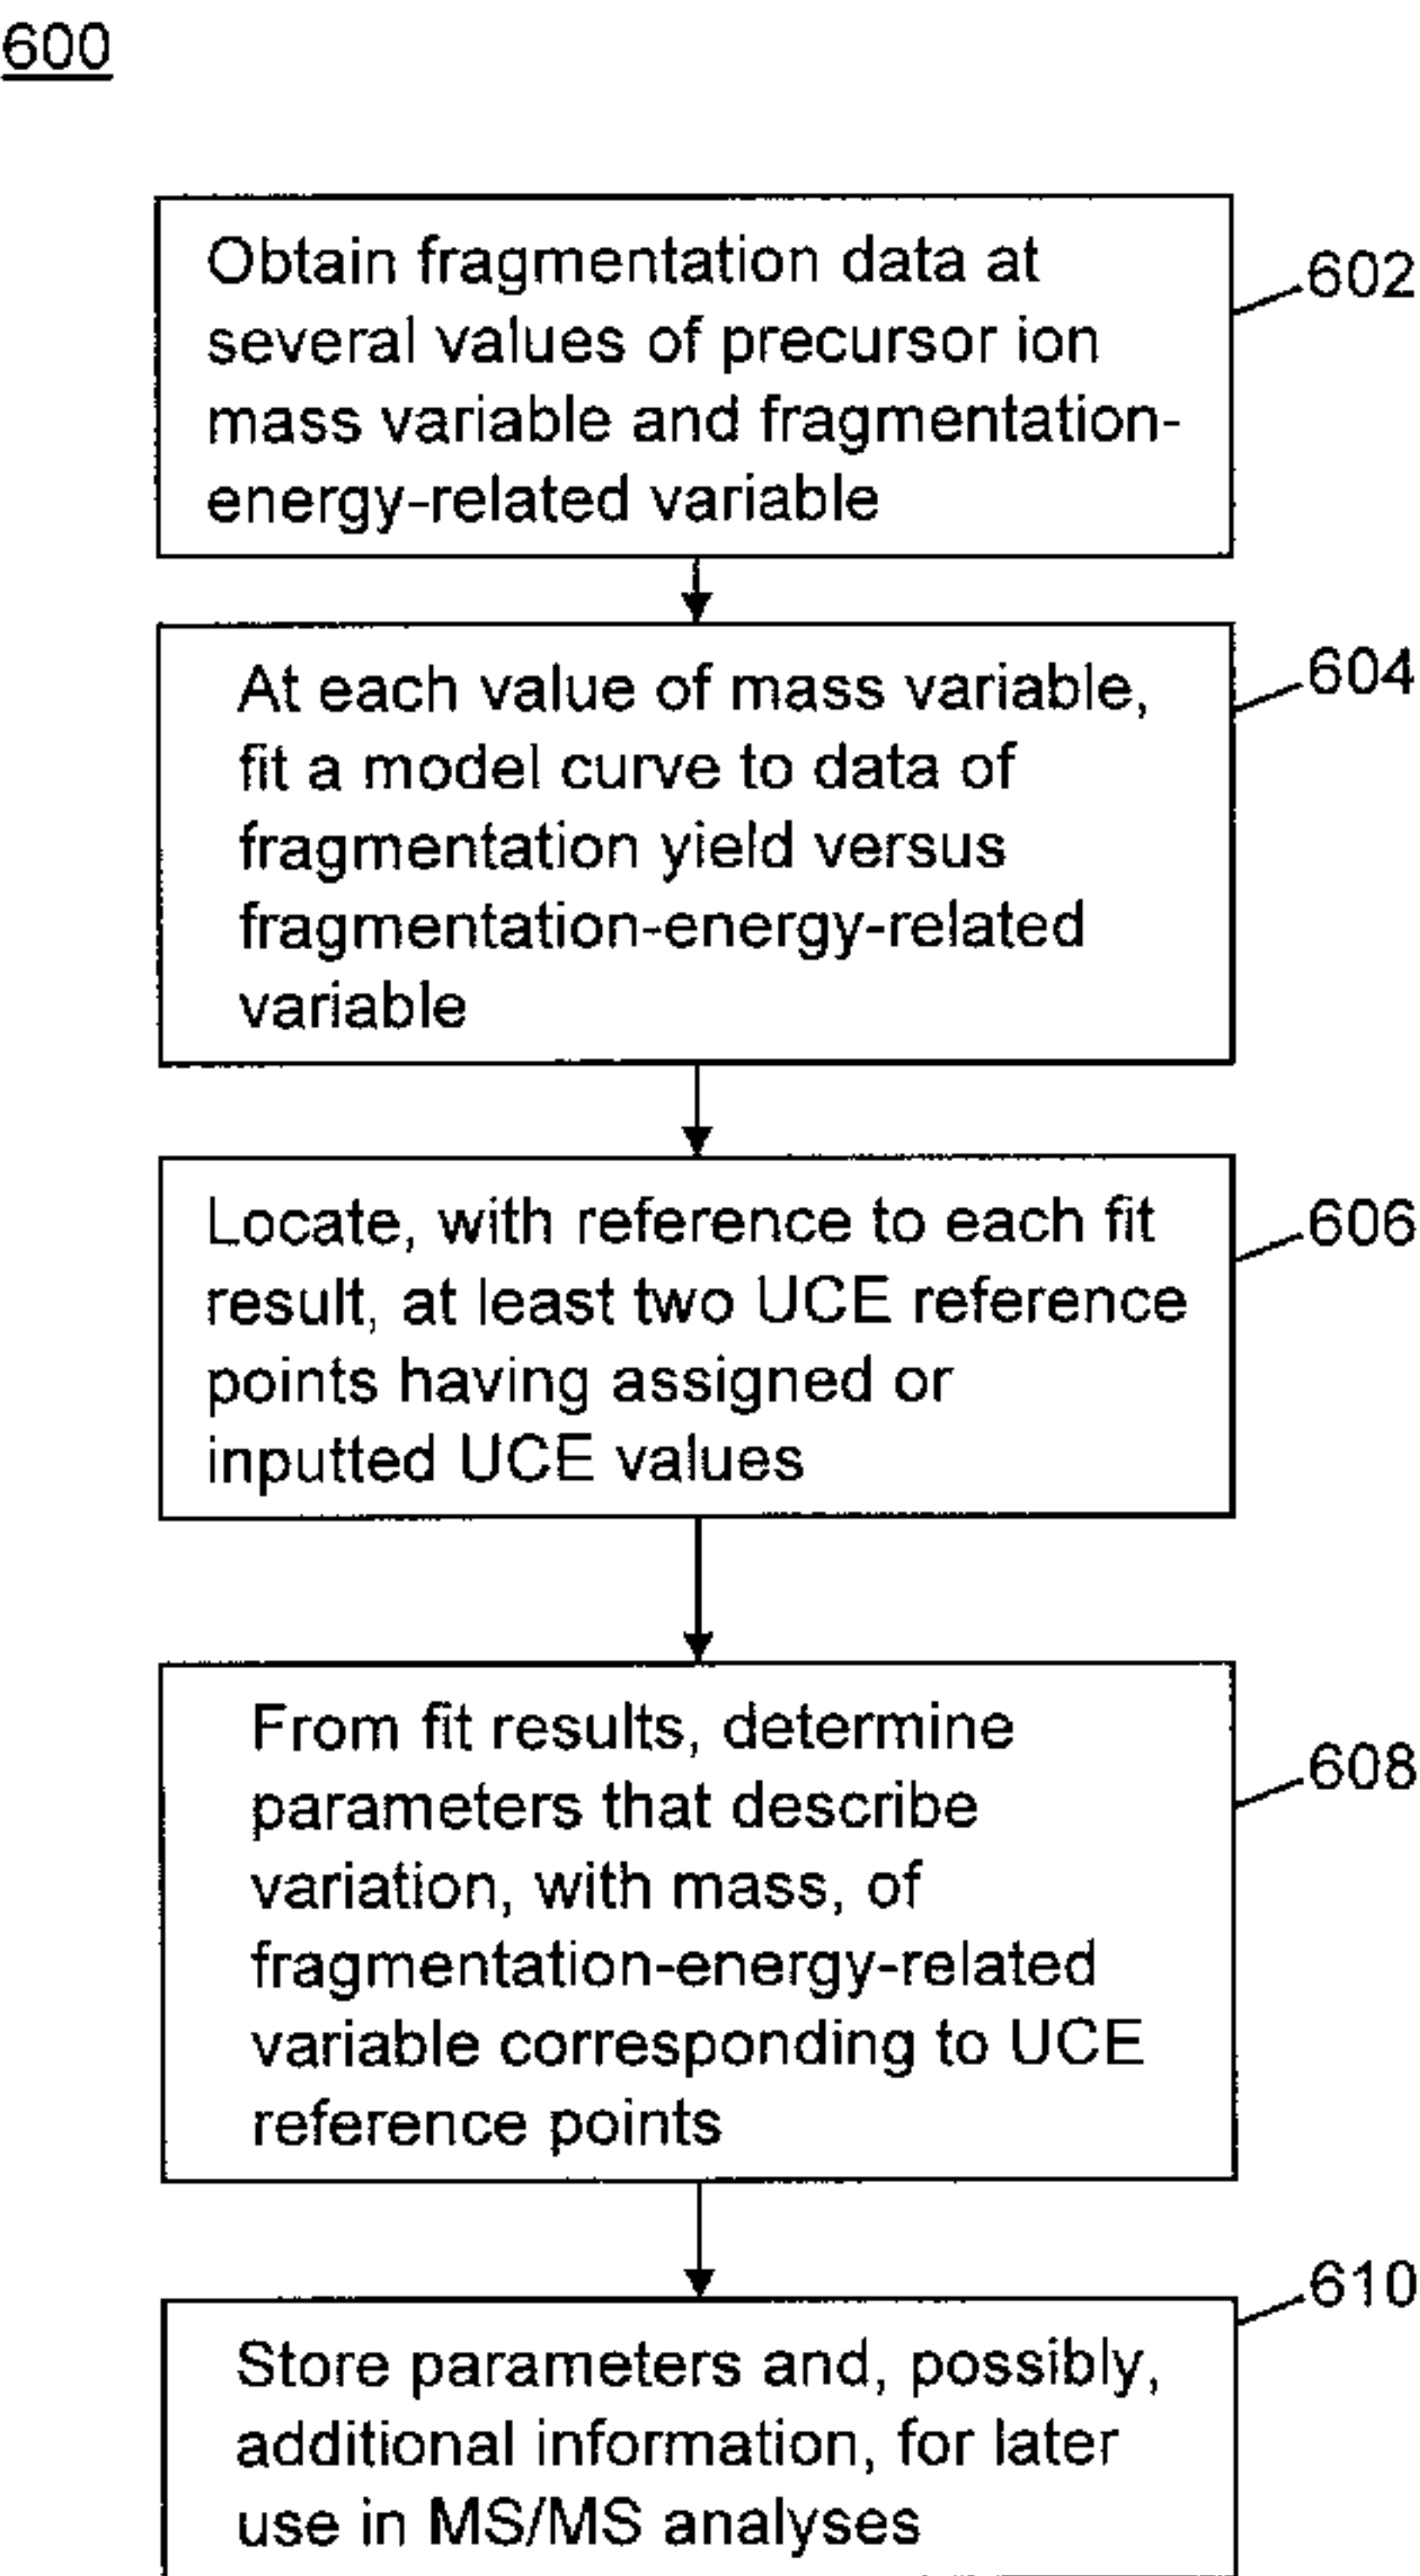 600
Obtain fragmentation data at
several values of precursor ion
mass variable and fragmentation-
energy-related variable
602
At each value of mass variable,
fit a model curve to data of
fragmentation yield versus
fragmentation-energy-related
variable
604
Locate, with reference to each fit
result, at least two UCE reference
points having assigned or
inputted UCE values
606
From fit results, determine
parameters that describe
variation, with mass, of
fragmentation-energy-related
variable corresponding to UCE
reference points
608
Store parameters and, possibly,
additional information, for later
use in MS/MS analyses
610